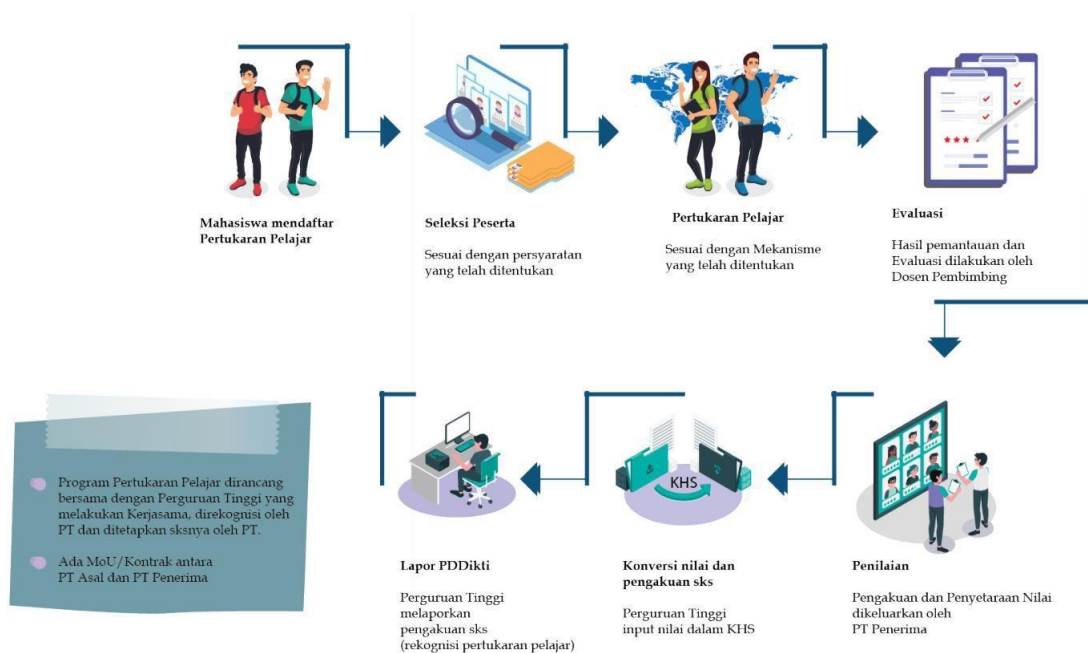 Mahasiswa mendaftar
Pertukaran Pelajar
Seleksi Peserta
Sesuai dengan persyaratan
yang telah ditentukan
Pertukaran Pelajar
Sesuai dengan Mekanisme
yang telah ditentukan
Evaluasi
Hasil pemantauan dan
Evaluasi dilakukan oleh
Dosen Pembimbing
Penilaian
Pengakuan dan Penyetaraan Nilai
dikeluarkan oleh
PT Penerima
KHS
Konversi nilai dan
pengakuan sks
Perguruan Tinggi
input nilai dalam KHS
Lapor PDDikti
Perguruan Tinggi
melaporkan
pengakuan sks
(rekognisi pertukaran pelajar)
Program Pertukaran Pelajar dirancang
bersama dengan Perguruan Tinggi yang
melakukan Kerjasama, direkognisi oleh
PT dan ditetapkan sksnya oleh PT.
Ada MoU/Kontrak antara
PT Asal dan PT Penerima